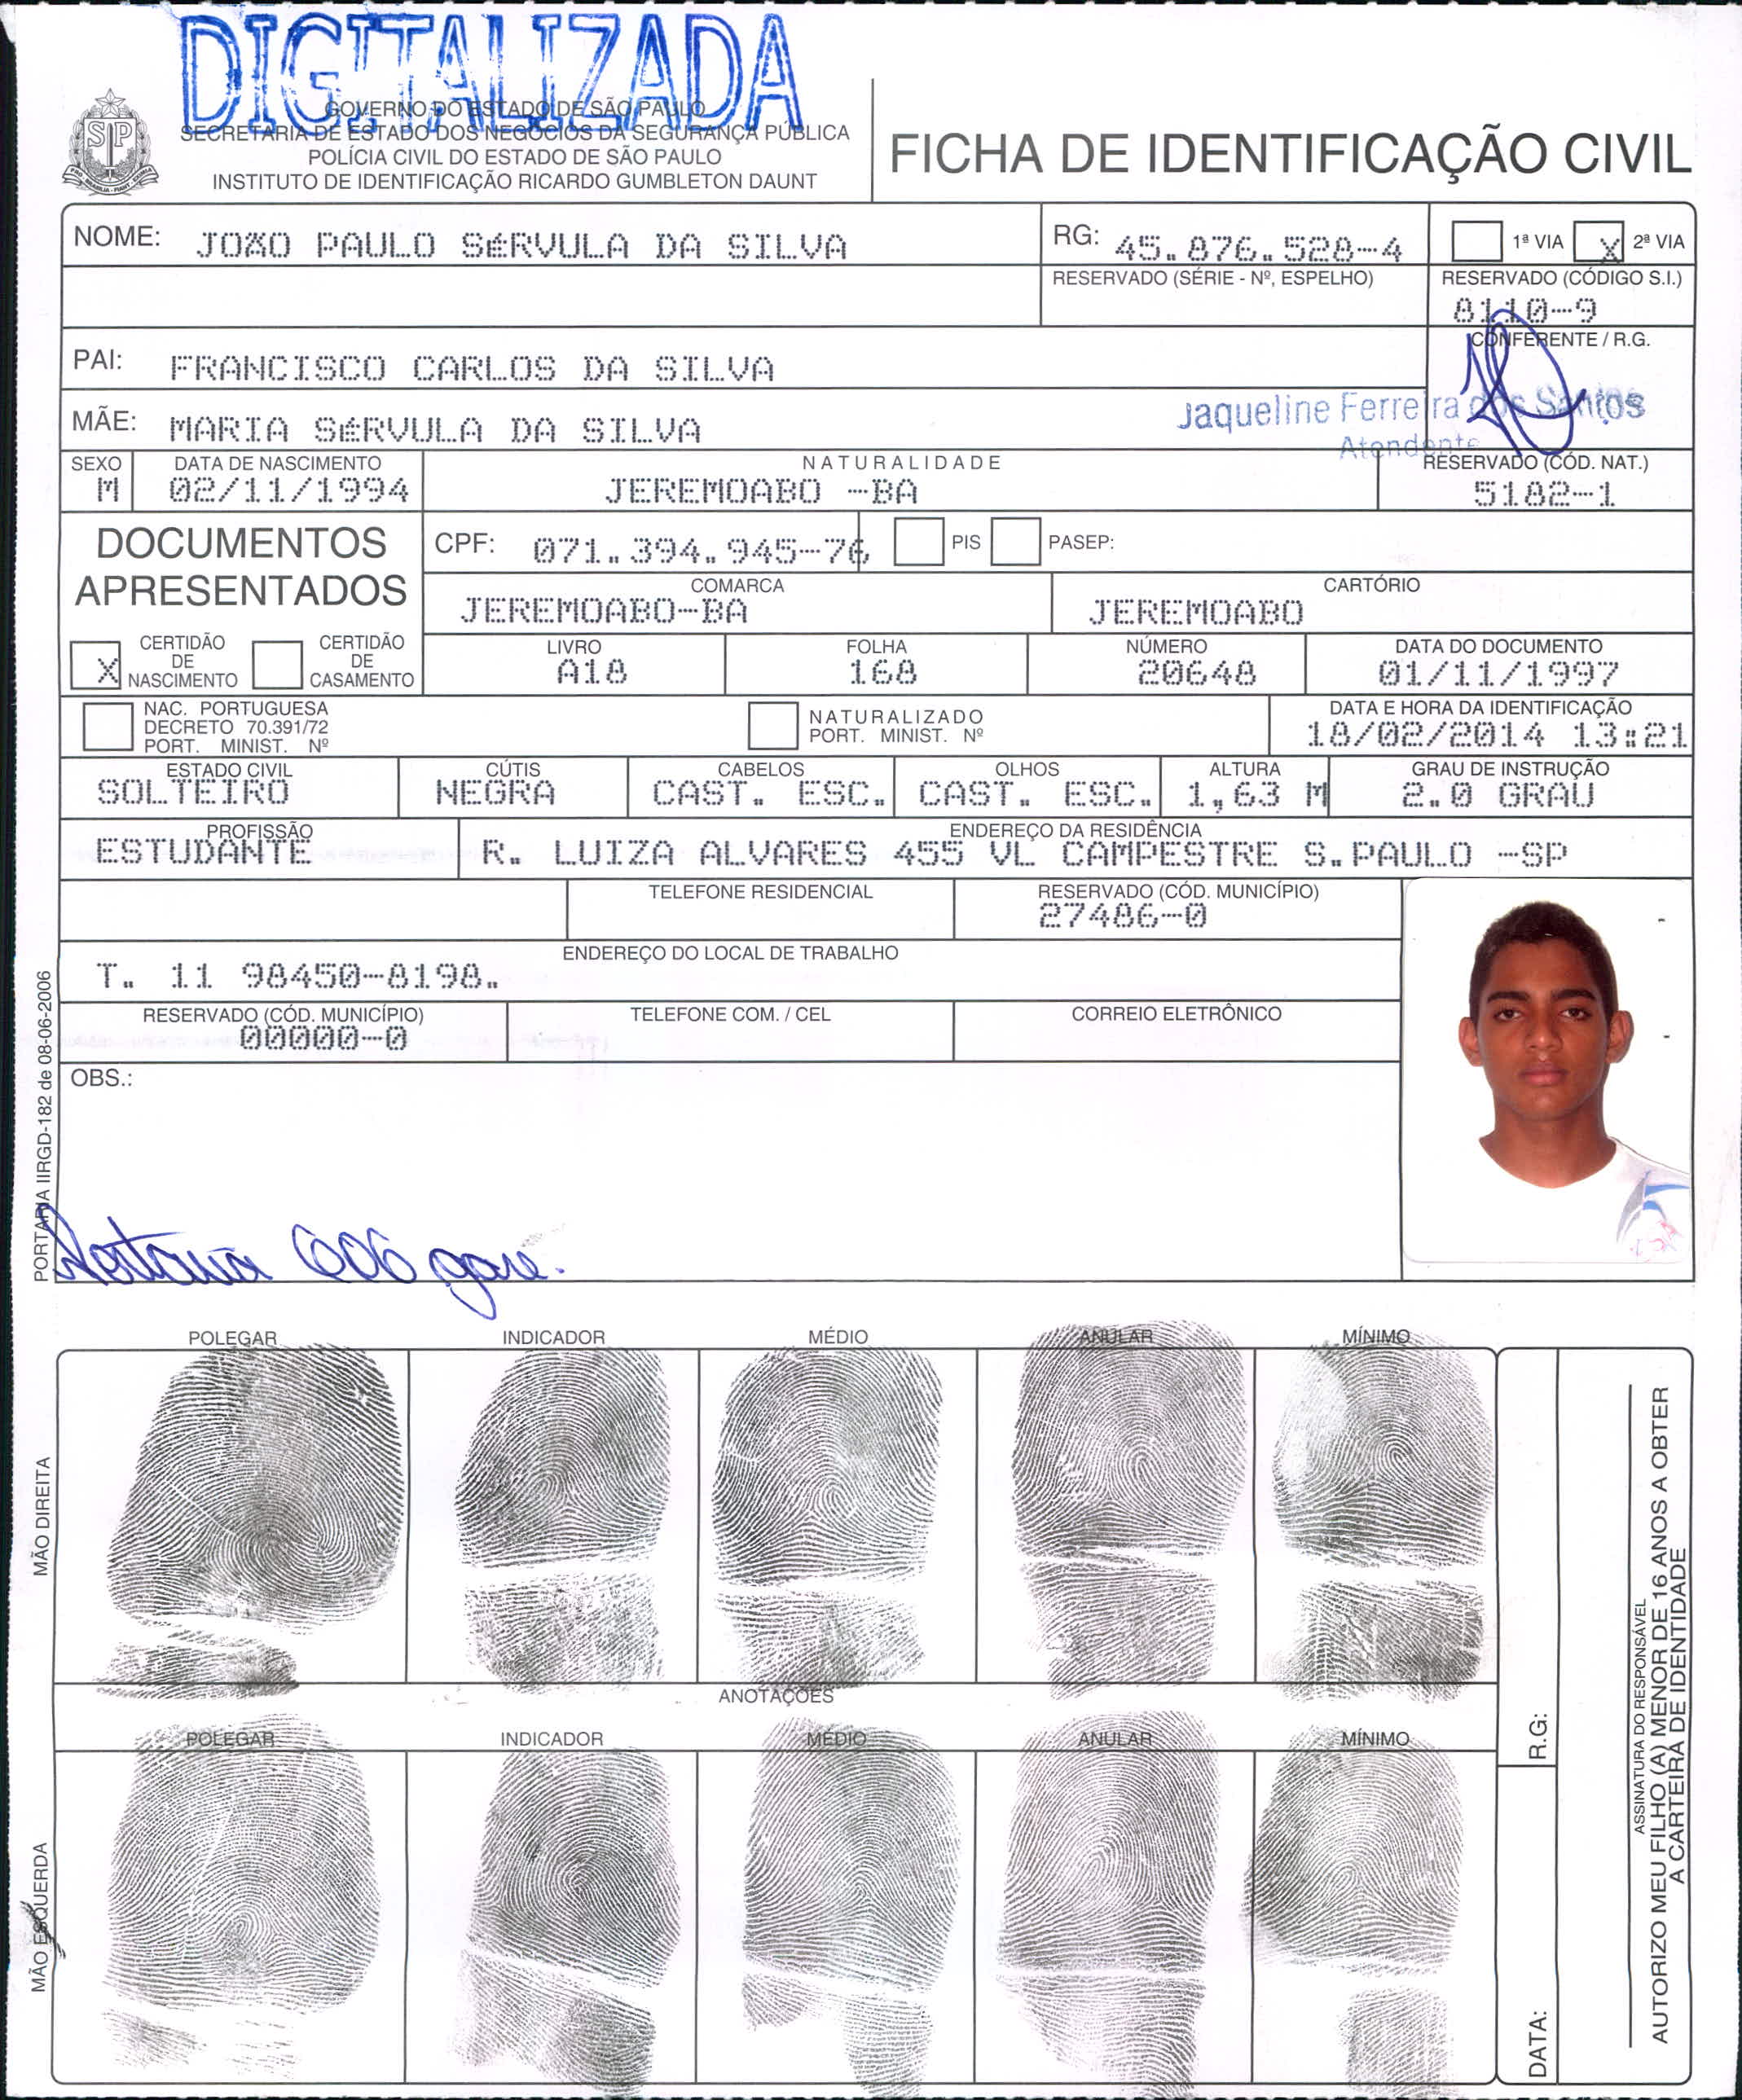 DIGITALIZADA
GOVERNO DO ESTADO DE SÃO PAULO
SECRETARIA DE ESTADO DOS NEGÓCIOS DA SEGURANÇA PÚBLICA
POLÍCIA CIVIL DO ESTADO DE SÃO PAULO
INSTITUTO DE IDENTIFICAÇÃO RICARDO GUMBLETON DAUNT
FICHA DE IDENTIFICAÇÃO CIVIL
NOME: JOÃO PAULO SÉRVULA DA SILVA
RG: 45.876.528-4
1ª VIA X 2ª VIA
RESERVADO (SÉRIE - Nº, ESPELHO)
RESERVADO (CÓDIGO S.I.)
8110-9
CONFERENTE / R.G.
PAI: FRANCISCO CARLOS DA SILVA
Jaqueline Ferreira dos Santos
Atendente
MÃE: MARIA SÉRVULA DA SILVA
SEXO
M
DATA DE NASCIMENTO
02/11/1994
NATURALIDADE
JEREMOABO -BA
RESERVADO (CÓD. NAT.)
5182-1
DOCUMENTOS
APRESENTADOS
CPF: 071.394.945-76
PIS
PASEP:
COMARCA
JEREMOABO-BA
CARTÓRIO
JEREMOABO
X CERTIDÃO
DE
NASCIMENTO
CERTIDÃO
DE
CASAMENTO
LIVRO
A18
FOLHA
168
NÚMERO
20648
DATA DO DOCUMENTO
01/11/1997
NAC. PORTUGUESA
DECRETO 70.391/72
PORT. MINIST. Nº
NATURALIZADO
PORT. MINIST. Nº
DATA E HORA DA IDENTIFICAÇÃO
18/02/2014 13:21
ESTADO CIVIL
SOLTEIRO
CÚTIS
NEGRA
CABELOS
CAST. ESC.
OLHOS
CAST. ESC.
ALTURA
1,63 M
GRAU DE INSTRUÇÃO
2.0 GRAU
PROFISSÃO
ESTUDANTE
ENDEREÇO DA RESIDÊNCIA
R. LUIZA ALVARES 455 VL CAMPESTRE S.PAULO -SP
TELEFONE RESIDENCIAL
RESERVADO (CÓD. MUNICÍPIO)
27486-0
ENDEREÇO DO LOCAL DE TRABALHO
T. 11 98450-8198.
RESERVADO (CÓD. MUNICÍPIO)
00000-0
TELEFONE COM. / CEL
CORREIO ELETRÔNICO
OBS.:
PORTARIA IIRGD-182 de 08-06-2006
006 gare.
POLEGAR
INDICADOR
MÉDIO
ANULAR
MÍNIMO
MÃO DIREITA
ANOTAÇÕES
POLEGAR
INDICADOR
MÉDIO
ANULAR
MÍNIMO
MÃO ESQUERDA
R.G:
DATA:
ASSINATURA DO RESPONSÁVEL
AUTORIZO MEU FILHO (A) MENOR DE 16 ANOS A OBTER
A CARTEIRA DE IDENTIDADE